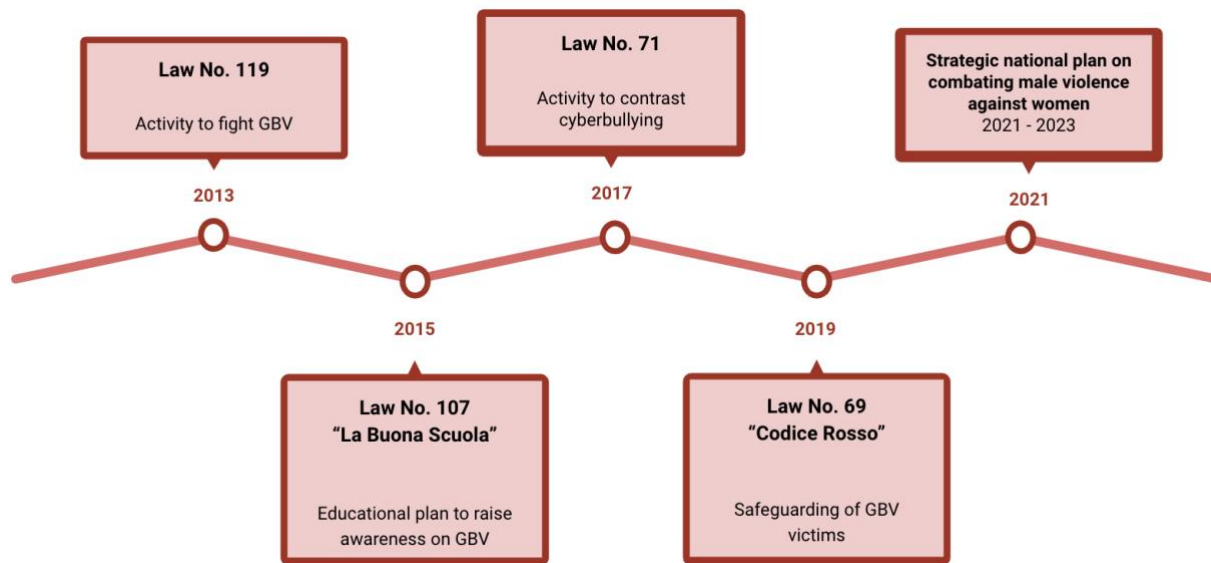 Law No. 119
Activity to fight GBV
2013
Law No. 107
“La Buona Scuola”
Educational plan to raise
awareness on GBV
2015
Law No. 71
Activity to contrast
cyberbullying
2017
Law No. 69
“Codice Rosso”
Safeguarding of GBV
victims
2019
Strategic national plan on
combating male violence
against women
2021 - 2023
2021